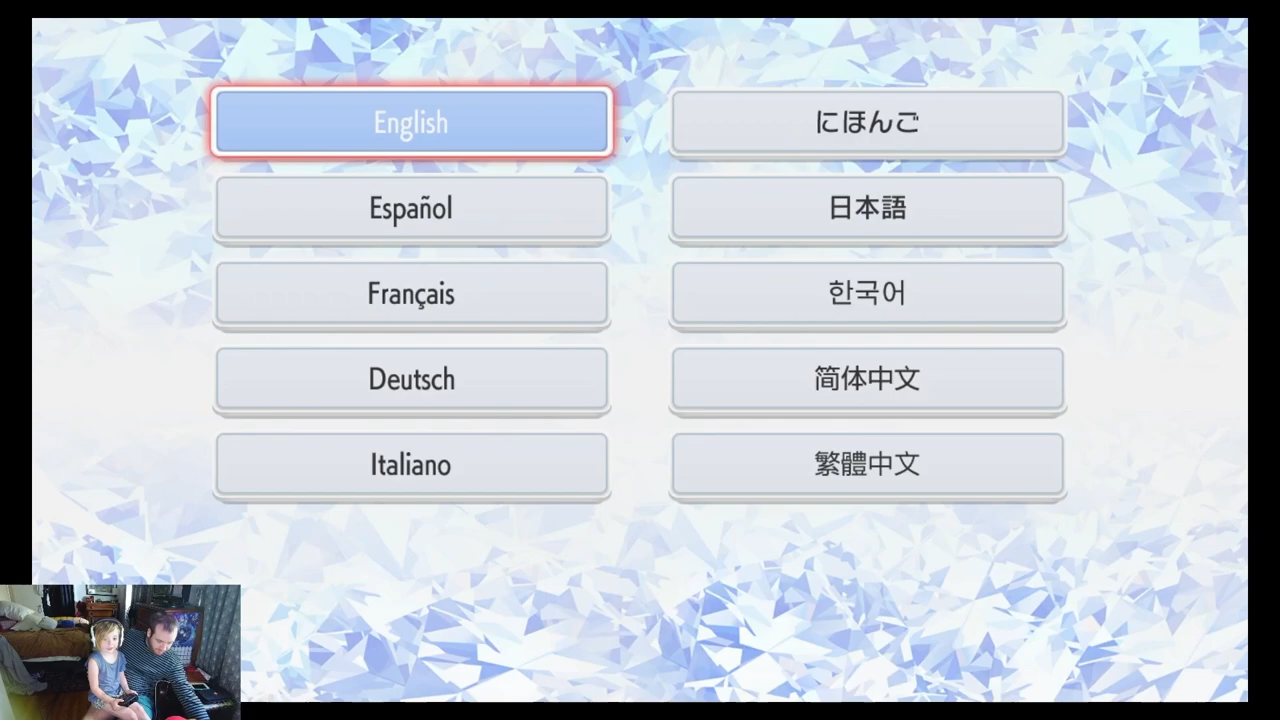 English
Español
Français
Deutsch
Italiano
にほんご
日本語
한국어
简体中文
繁體中文